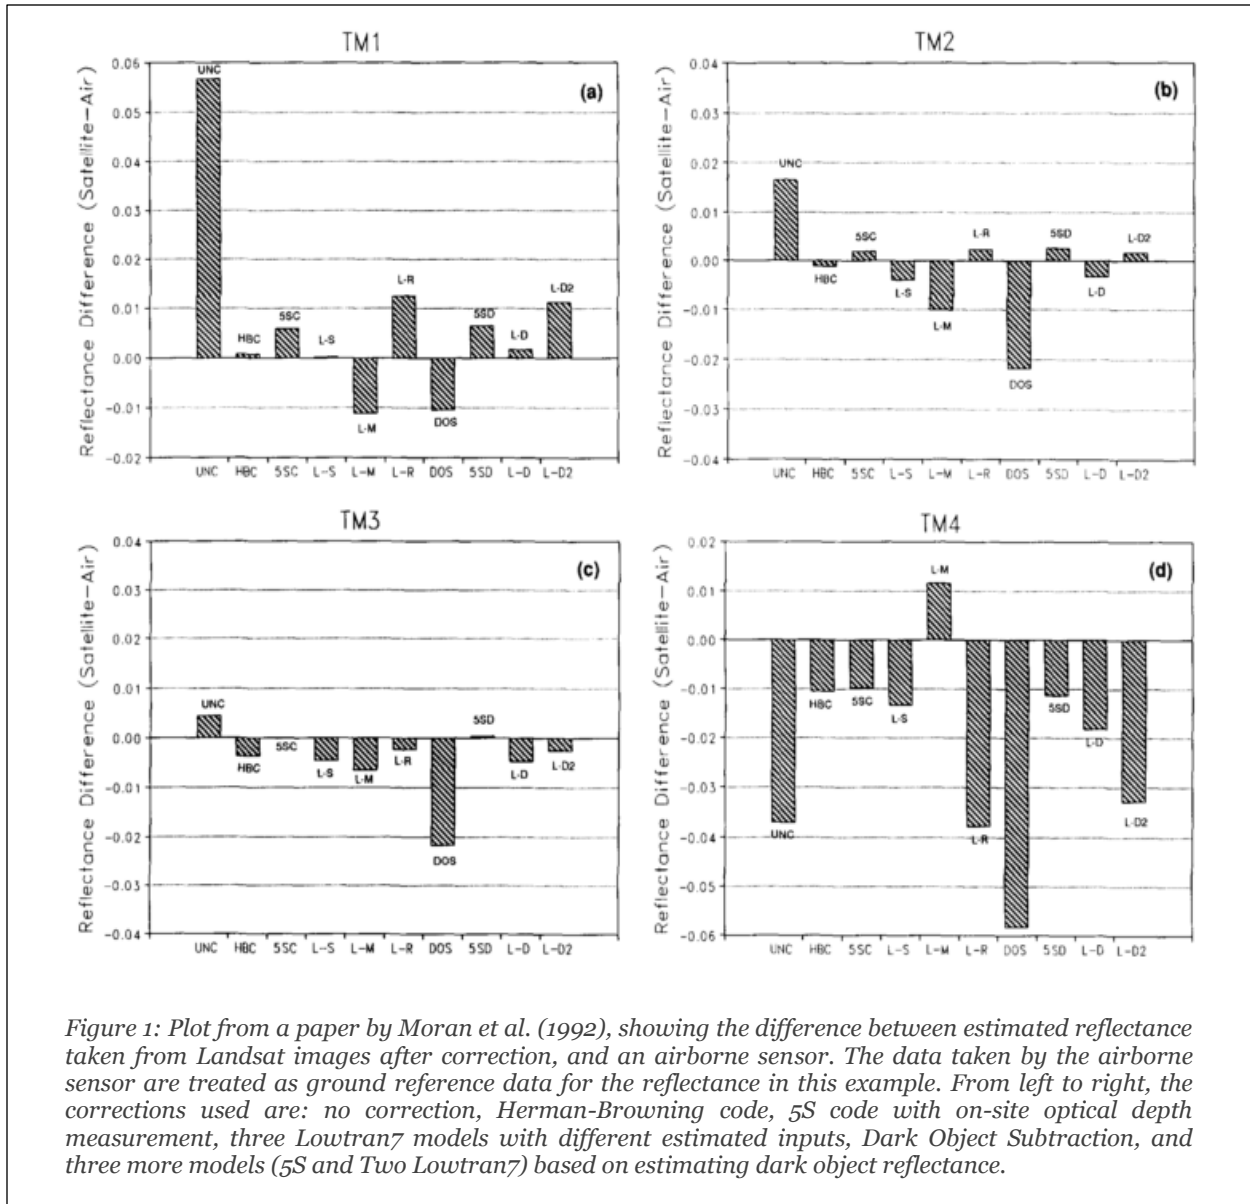 TM1
Reflectance Difference (Satellite-Air)
0.06
0.05
0.04
0.03
0.02
0.01
0.00
-0.01
-0.02
(a)
UNC
HBC
5SC
L-S
L-M
L-R
DOS
5SD
L-D
L-D2
UNC HBC 5SC L-S L-M L-R DOS 5SD L-D L-D2
TM2
Reflectance Difference (Satellite-Air)
0.04
0.03
0.02
0.01
0.00
-0.01
-0.02
-0.03
-0.04
(b)
UNC
HBC
5SC
L-S
L-M
L-R
DOS
5SD
L-D
L-D2
UNC HBC 5SC L-S L-M L-R DOS 5SD L-D L-D2
TM3
Reflectance Difference (Satellite-Air)
0.04
0.03
0.02
0.01
0.00
-0.01
-0.02
-0.03
-0.04
(c)
UNC
HBC
5SC
L-S
L-M
L-R
DOS
5SD
L-D
L-D2
UNC HBC 5SC L-S L-M L-R DOS 5SD L-D L-D2
TM4
Reflectance Difference (Satellite-Air)
0.02
0.01
0.00
-0.01
-0.02
-0.03
-0.04
-0.05
-0.06
(d)
UNC
HBC
5SC
L-S
L-M
L-R
DOS
5SD
L-D
L-D2
UNC HBC 5SC L-S L-M L-R DOS 5SD L-D L-D2
Figure 1: Plot from a paper by Moran et al. (1992), showing the difference between estimated reflectance
taken from Landsat images after correction, and an airborne sensor. The data taken by the airborne
sensor are treated as ground reference data for the reflectance in this example. From left to right, the
corrections used are: no correction, Herman-Browning code, 5S code with on-site optical depth
measurement, three Lowtran7 models with different estimated inputs, Dark Object Subtraction, and
three more models (5S and Two Lowtran7) based on estimating dark object reflectance.